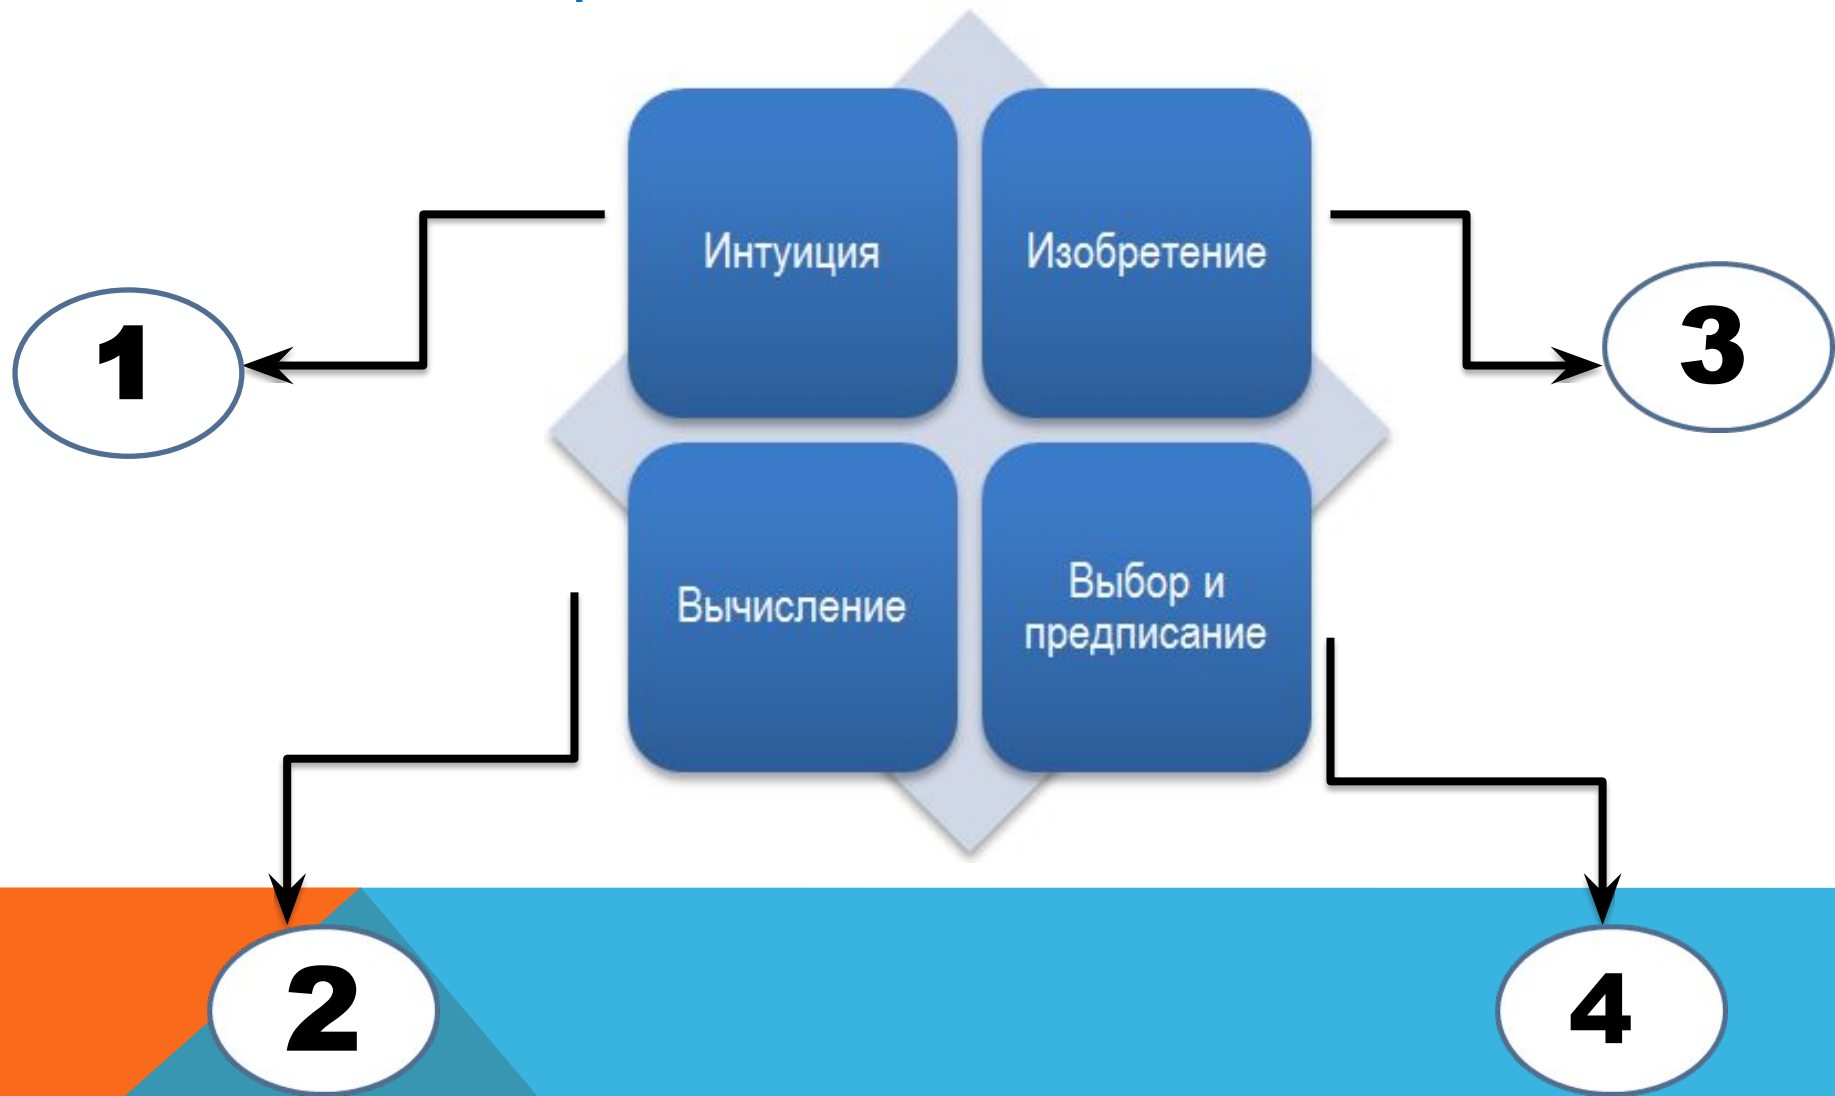 Интуиция
Изобретение
1
3
Вычисление
Выбор и
предписание
2
4